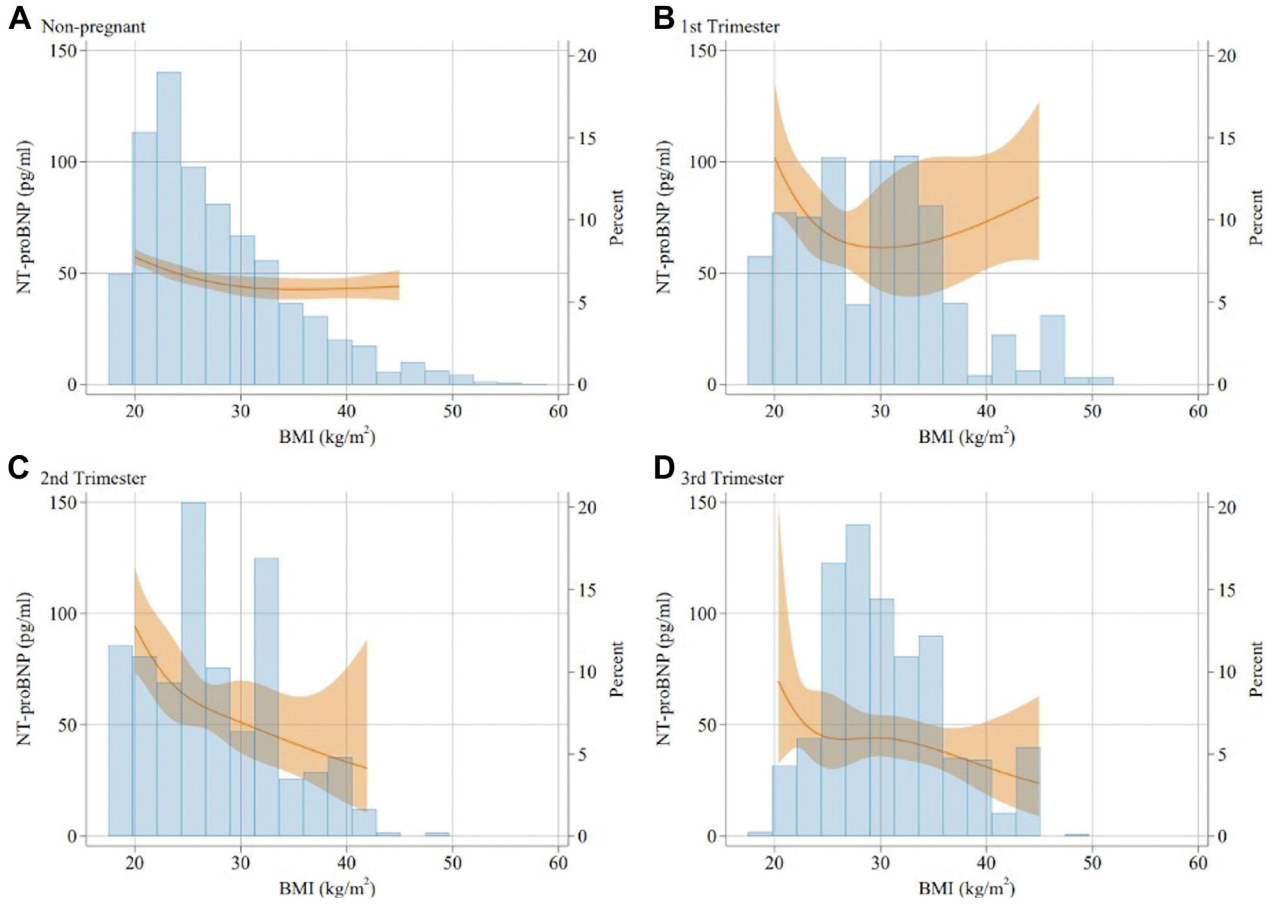 A Non-pregnant
150
100
50
0
NT-proBNP (pg/ml)
20
15
10
5
0
Percent
20 30 40 50 60
BMI (kg/m²)
B 1st Trimester
150
100
50
0
NT-proBNP (pg/ml)
20
15
10
5
0
Percent
20 30 40 50 60
BMI (kg/m²)
C 2nd Trimester
150
100
50
0
NT-proBNP (pg/ml)
20
15
10
5
0
Percent
20 30 40 50 60
BMI (kg/m²)
D 3rd Trimester
150
100
50
0
NT-proBNP (pg/ml)
20
15
10
5
0
Percent
20 30 40 50 60
BMI (kg/m²)